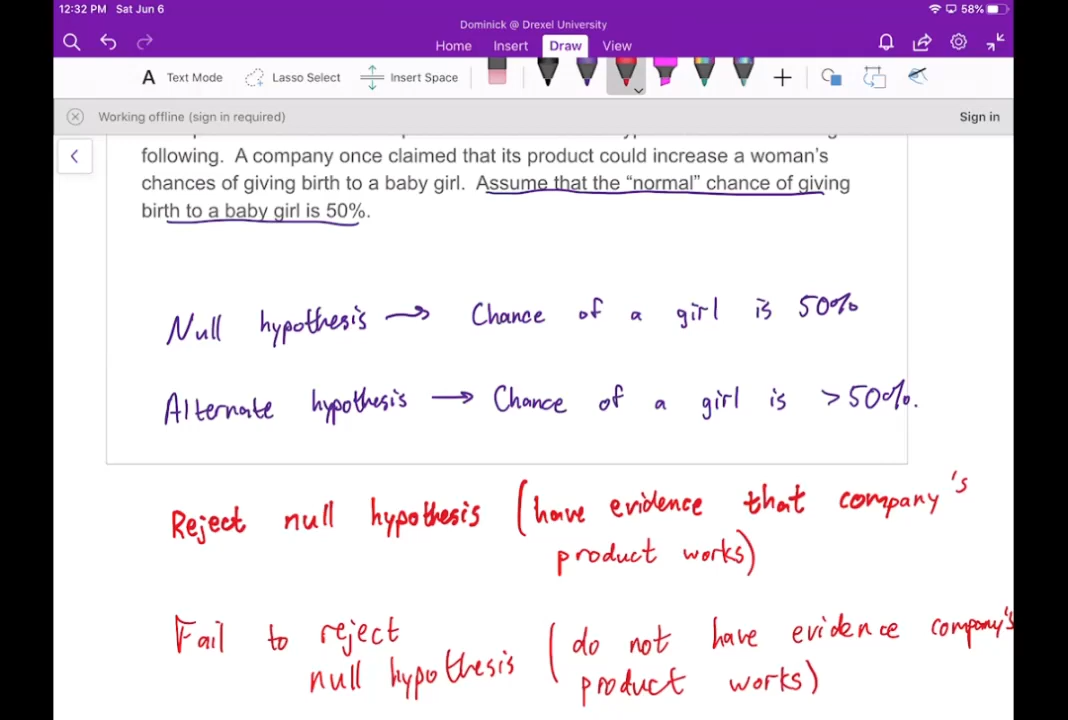 12:32 PM Sat Jun 6
58%
Dominick @ Drexel University
Home Insert Draw View
A Text Mode Lasso Select Insert Space
Working offline (sign in required) Sign in
following. A company once claimed that its product could increase a woman's
chances of giving birth to a baby girl. Assume that the “normal” chance of giving
birth to a baby girl is 50%.
Null hypothesis → Chance of a girl is 50%
Alternate hypothesis → Chance of a girl is >50%.
Reject null hypothesis (have evidence that company's
product works)
Fail to reject (do not have evidence company's
null hypothesis product works)